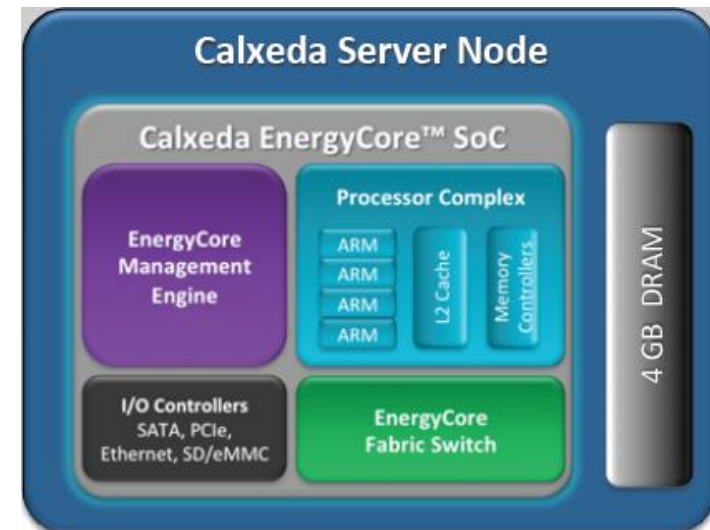 Calxeda Server Node
Calxeda EnergyCore™ SoC
EnergyCore
Management
Engine
Processor Complex
ARM
ARM
ARM
ARM
L2 Cache
Memory
Controllers
I/O Controllers
SATA, PCIe,
Ethernet, SD/eMMC
EnergyCore
Fabric Switch
4 GB DRAM